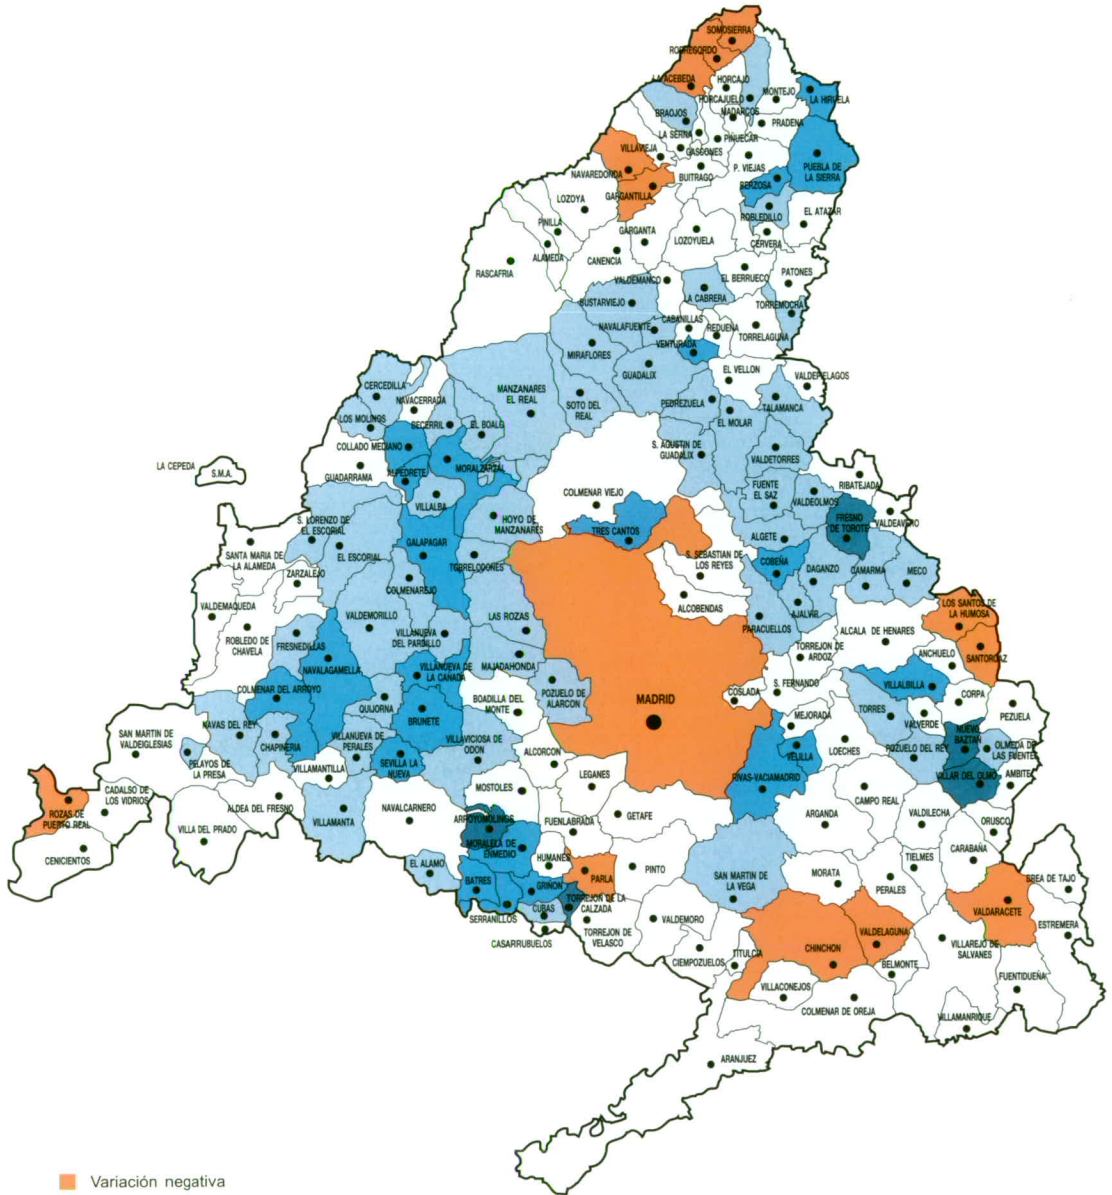 SOMOSIERRA
ROBREGORDO
LA ACEBEDA
HORCAJO
HORCAJUELO
MONTEJO
LA HIRUELA
BRAOJOS
MADARCOS
PRADENA
LA SERNA
PIÑUECAR
VILLAVIEJA
GASCONES
P. VIEJAS
PUEBLA DE
LA SIERRA
NAVAREDONDA
BUITRAGO
BERZOSA
GARGANTILLA
LOZOYA
ROBLEDILLO
EL ATAZAR
PINILLA
GARGANTA
LOZOYUELA
CERVERA
ALAMEDA
CANENCIA
RASCAFRIA
VALDEMANCO
EL BERRUECO
PATONES
BUSTARVIEJO
LA CABRERA
TORREMOCHA
NAVALAFUENTE
CABANILLAS
REDUEÑA
TORRELAGUNA
MIRAFLORES
VENTURADA
GUADALIX
EL VELLON
VALDEPIELAGOS
CERCEDILLA
NAVACERRADA
MANZANARES
EL REAL
SOTO DEL
REAL
PEDREZUELA
TALAMANCA
LOS MOLINOS
BECERRIL
EL BOALO
EL MOLAR
COLLADO MEDIANO
S. AGUSTIN DE
GUADALIX
VALDETORRES
LA CEPEDA
S.M.A.
GUADARRAMA
ALPEDRETE
MORALZARZAL
RIBATEJADA
VILLALBA
COLMENAR VIEJO
FUENTE
EL SAZ
VALDEOLMOS
FRESNO
DE TOROTE
VALDEAVERO
S. LORENZO DE
EL ESCORIAL
HOYO DE
MANZANARES
TRES CANTOS
GALAPAGAR
ALGETE
SANTA MARIA DE
LA ALAMEDA
EL ESCORIAL
TORRELODONES
S. SEBASTIAN DE
LOS REYES
COBEÑA
DAGANZO
CAMARMA
MECO
ZARZALEJO
COLMENAREJO
ALCOBENDAS
VALDEMAQUEDA
VALDEMORILLO
LAS ROZAS
AJALVIR
LOS SANTOS DE
LA HUMOSA
ROBLEDO DE
CHAVELA
FRESNEDILLAS
VILLANUEVA
DEL PARDILLO
PARACUELLOS
ALCALA DE HENARES
NAVALAGAMELLA
MAJADAHONDA
TORREJON DE
ARDOZ
ANCHUELO
SANTORCAZ
VILLANUEVA DE
LA CAÑADA
POZUELO DE
ALARCON
S. FERNANDO
VILLALBILLA
COLMENAR DEL ARROYO
QUIJORNA
BOADILLA DEL
MONTE
MADRID
COSLADA
CORPA
BRUNETE
TORRES
VALVERDE
PEZUELA
NAVAS DEL REY
CHAPINERIA
VILLANUEVA DE
PERALES
VILLAVICIOSA DE
ODON
MEJORADA
NUEVO
BAZTAN
SAN MARTIN DE
VALDEIGLESIAS
ALCORCON
VELILLA
LOECHES
POZUELO DEL REY
OLMEDA DE
LAS FUENTES
PELAYOS DE
LA PRESA
VILLAMANTILLA
SEVILLA LA
NUEVA
LEGANES
RIVAS-VACIAMADRID
VILLAR DEL OLMO
AMBITE
CADALSO DE
LOS VIDRIOS
MOSTOLES
CAMPO REAL
ROZAS DE
PUERTO REAL
ALDEA DEL FRESNO
VILLAMANTA
NAVALCARNERO
GETAFE
ARGANDA
VALDILECHA
ORUSCO
VILLA DEL PRADO
ARROYOMOLINOS
FUENLABRADA
CENICIENTOS
MORALEJA DE
ENMEDIO
TIELMES
CARABAÑA
EL ALAMO
HUMANES
PARLA
PINTO
SAN MARTIN DE
LA VEGA
MORATA
PERALES
BREA DE TAJO
BATRES
GRIÑON
VALDARACETE
SERRANILLOS
CUBAS
TORREJON DE LA
CALZADA
VALDEMORO
ESTREMERA
CASARRUBUELOS
TORREJON DE
VELASCO
CHINCHON
VALDELAGUNA
VILLAREJO DE
SALVANES
CIEMPOZUELOS
TITULCIA
BELMONTE
FUENTIDUEÑA
VILLACONEJOS
COLMENAR DE OREJA
VILLAMANRIQUE
ARANJUEZ
Variación negativa